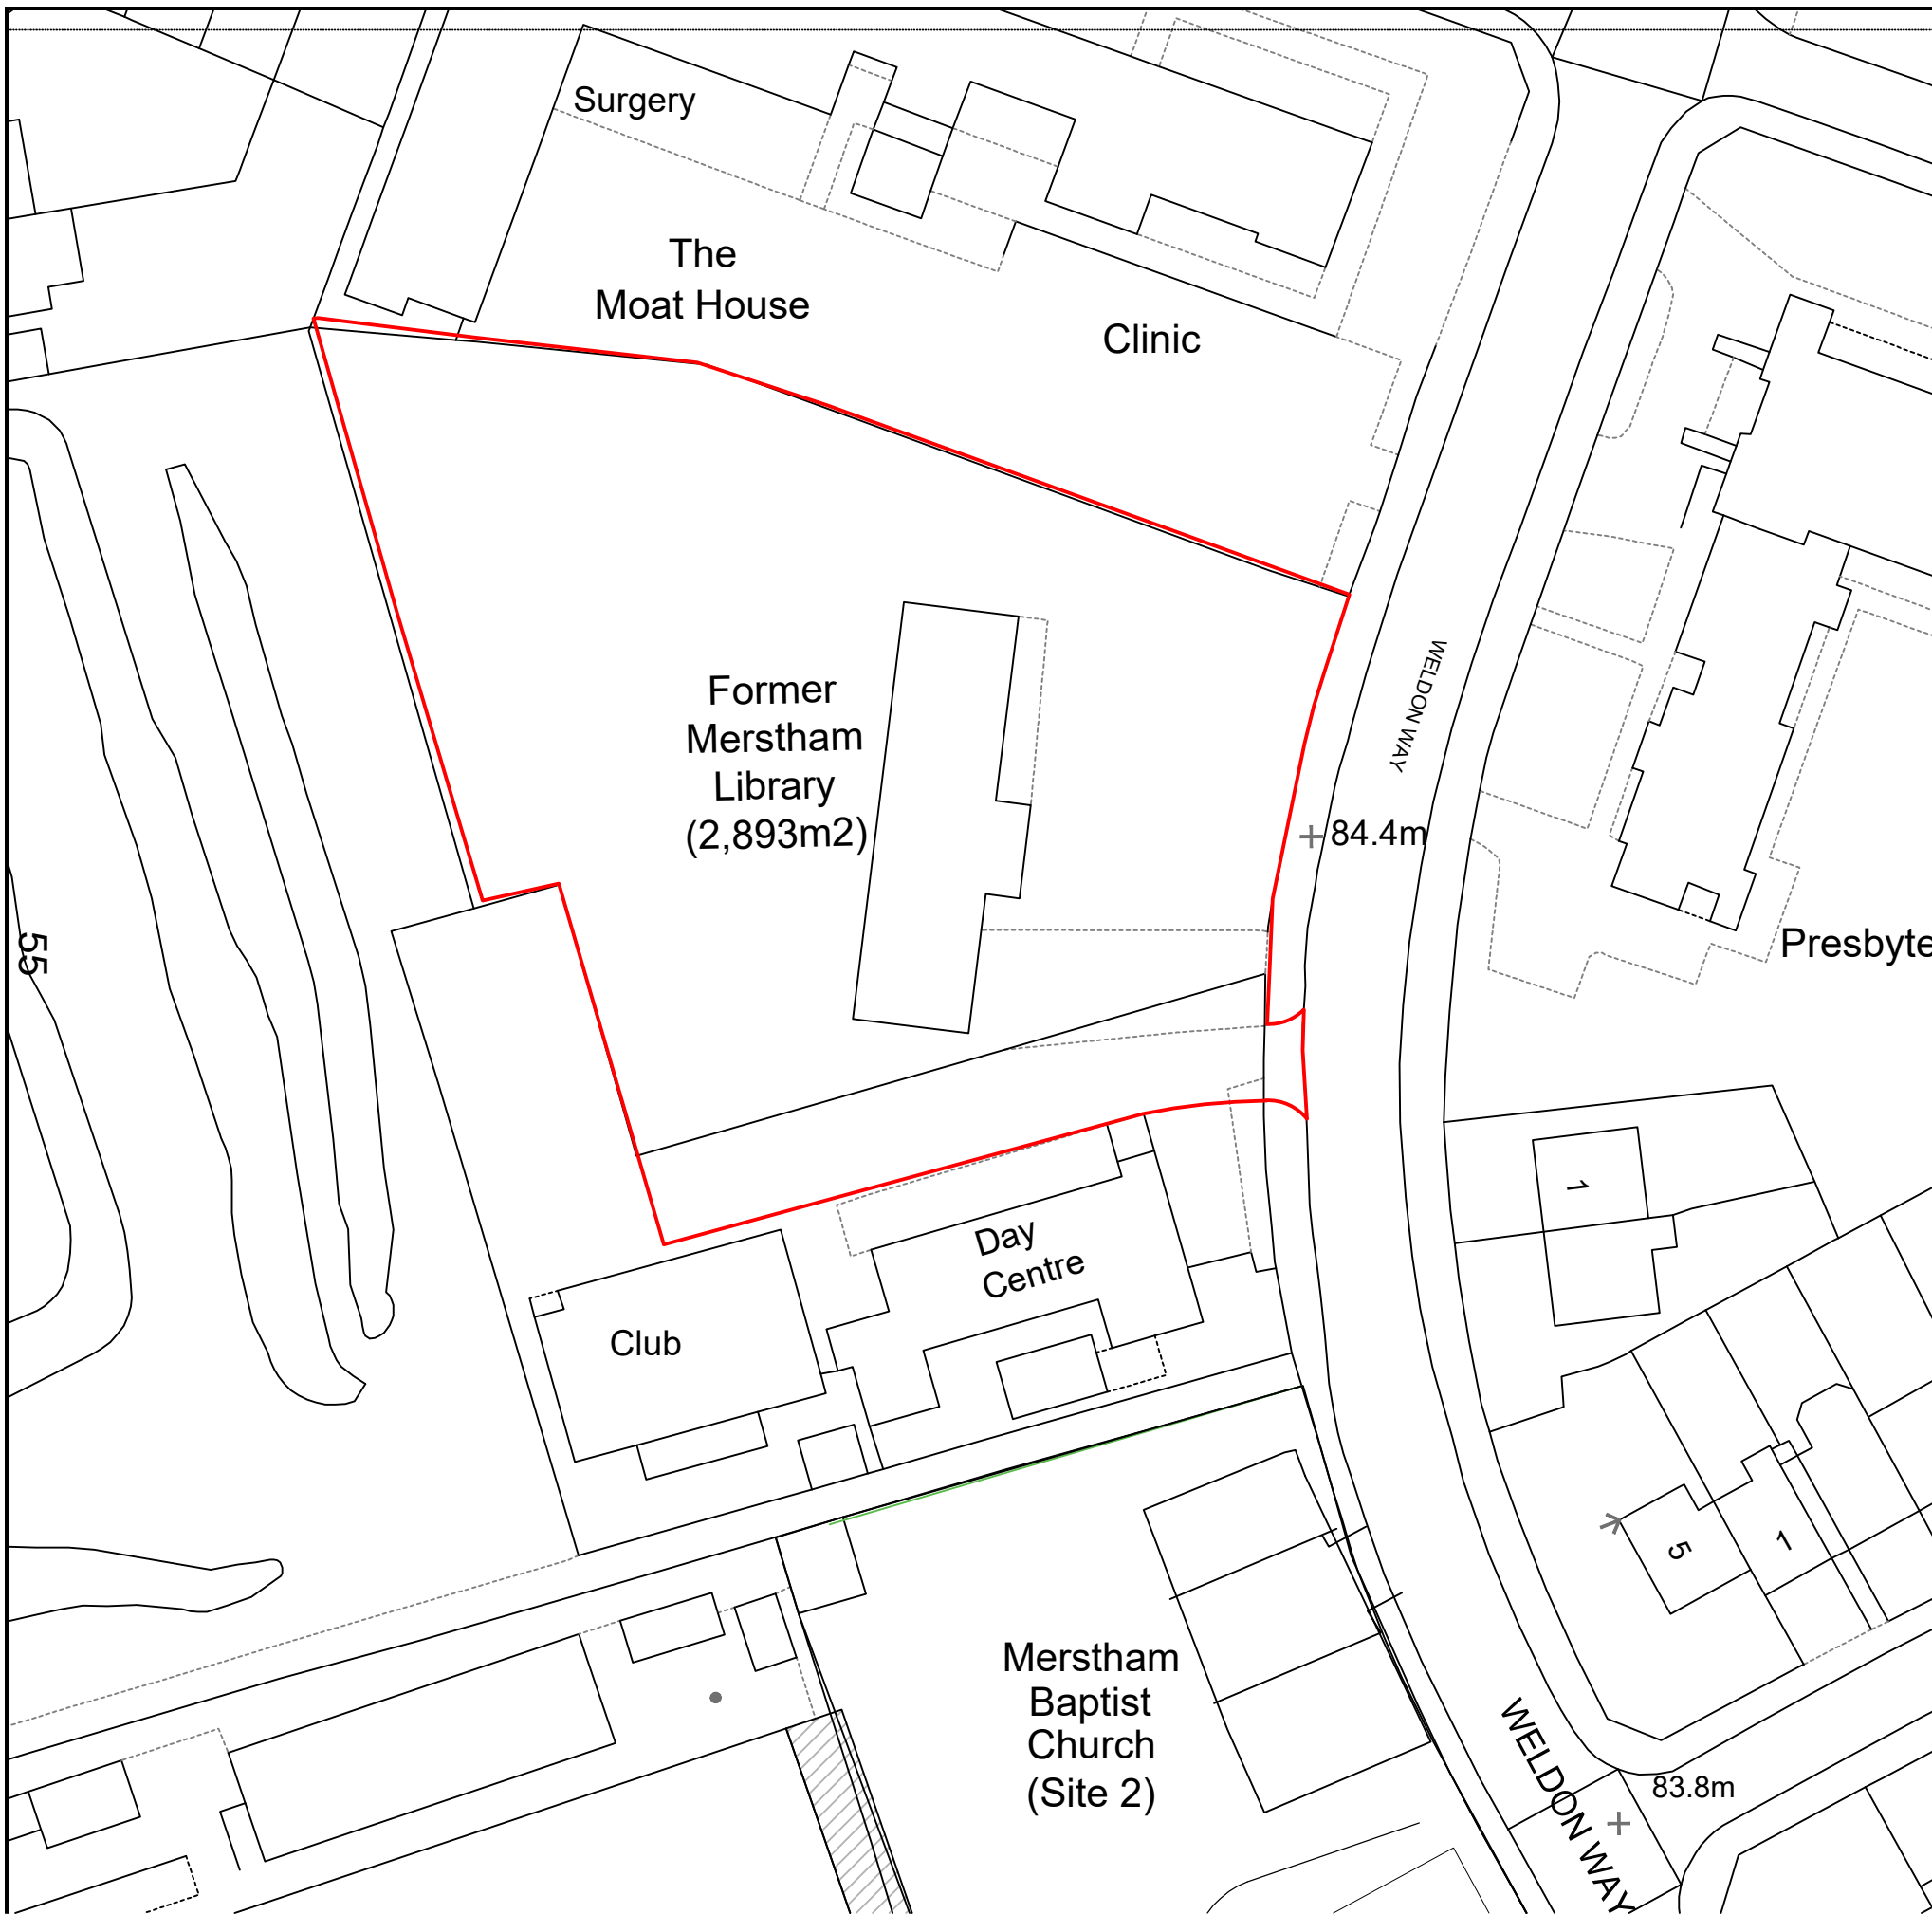 Surgery
The
Moat House
Clinic
WELDON WAY
Former
Merstham
Library
(2,893m2)
84.4m
55
Presbyte
1
Day
Centre
Club
5
1
Merstham
Baptist
Church
(Site 2)
WELDON WAY
83.8m